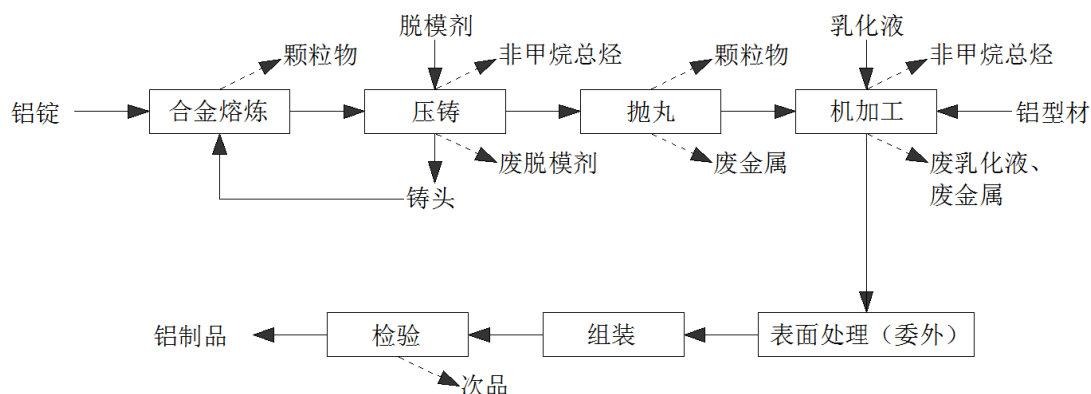 脱模剂
乳化液
颗粒物
非甲烷总烃
颗粒物
非甲烷总烃
铝锭
合金熔炼
压铸
抛丸
机加工
铝型材
废脱模剂
废金属
废乳化液、
废金属
铸头
铝制品
检验
组装
表面处理（委外）
次品